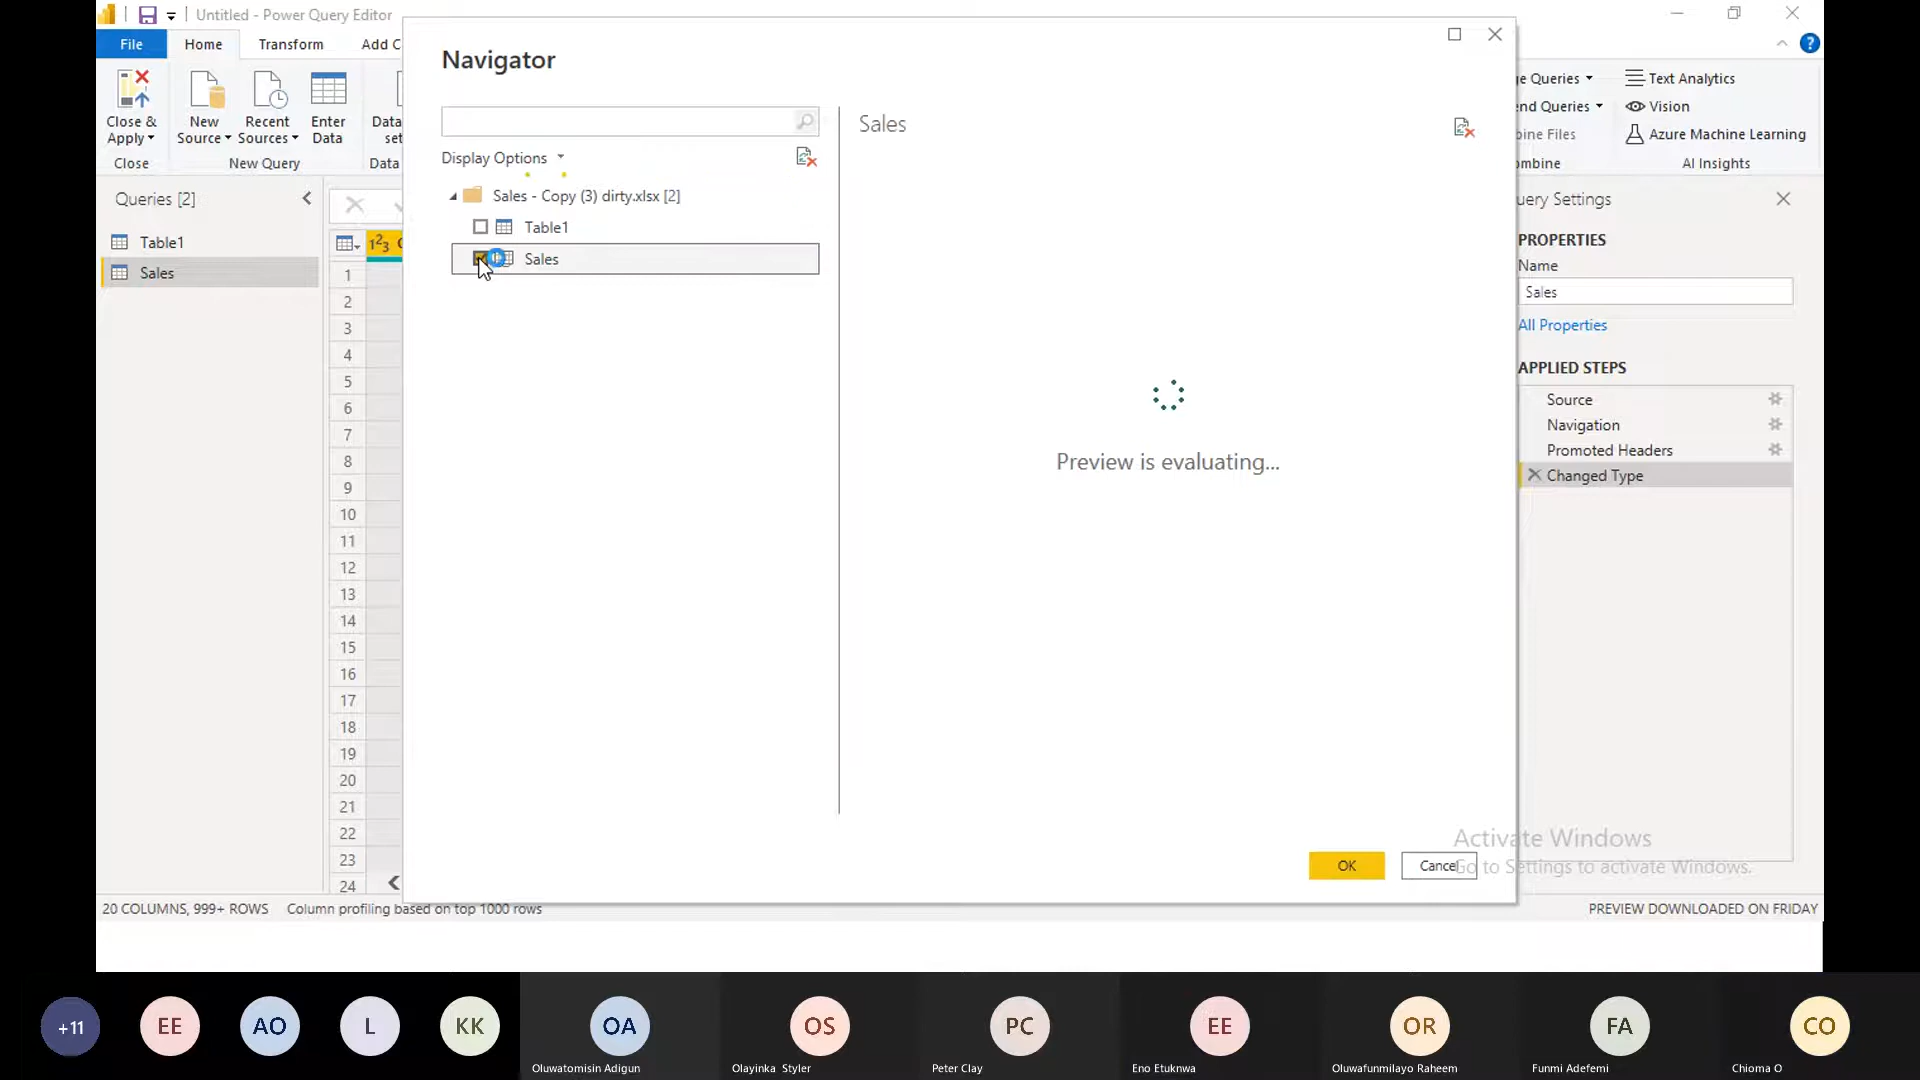 Untitled - Power Query Editor
File
Home
Transform
Add C
Close & Apply
New Source
Recent Sources
Enter Data
Data
set
Close
New Query
Data
ge Queries
end Queries
bine Files
ombine
Text Analytics
Vision
Azure Machine Learning
AI Insights
Queries [2]
Table1
Sales
1
2
3
4
5
6
7
8
9
10
11
12
13
14
15
16
17
18
19
20
21
22
23
24
Navigator
Display Options
Sales - Copy (3) dirty.xlsx [2]
Table1
Sales
Sales
Preview is evaluating...
OK
Cancel
uery Settings
PROPERTIES
Name
Sales
All Properties
APPLIED STEPS
Source
Navigation
Promoted Headers
Changed Type
Activate Windows
Go to Settings to activate Windows.
20 COLUMNS, 999+ ROWS
Column profiling based on top 1000 rows
PREVIEW DOWNLOADED ON FRIDAY
+11
EE
AO
L
KK
OA
OS
PC
EE
OR
FA
CO
Oluwatomisin Adigun
Olayinka Styler
Peter Clay
Eno Etuknwa
Oluwafunmilayo Raheem
Funmi Adefemi
Chioma O